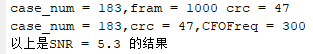 case_num = 183,fram = 1000 crc = 47
case_num = 183,crc = 47,CFOFreq = 300
以上是SNR = 5.3 的结果